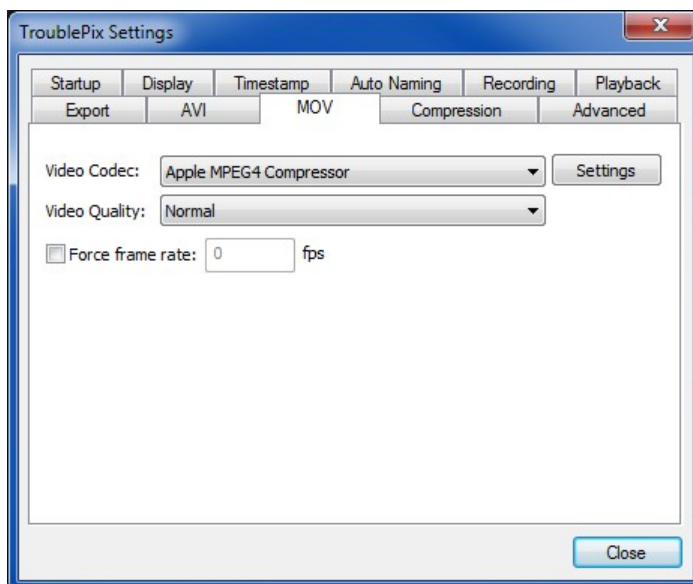 TroublePix Settings
Startup Display Timestamp Auto Naming Recording Playback
Export AVI MOV Compression Advanced
Video Codec: Apple MPEG4 Compressor Settings
Video Quality: Normal
Force frame rate: 0 fps
Close